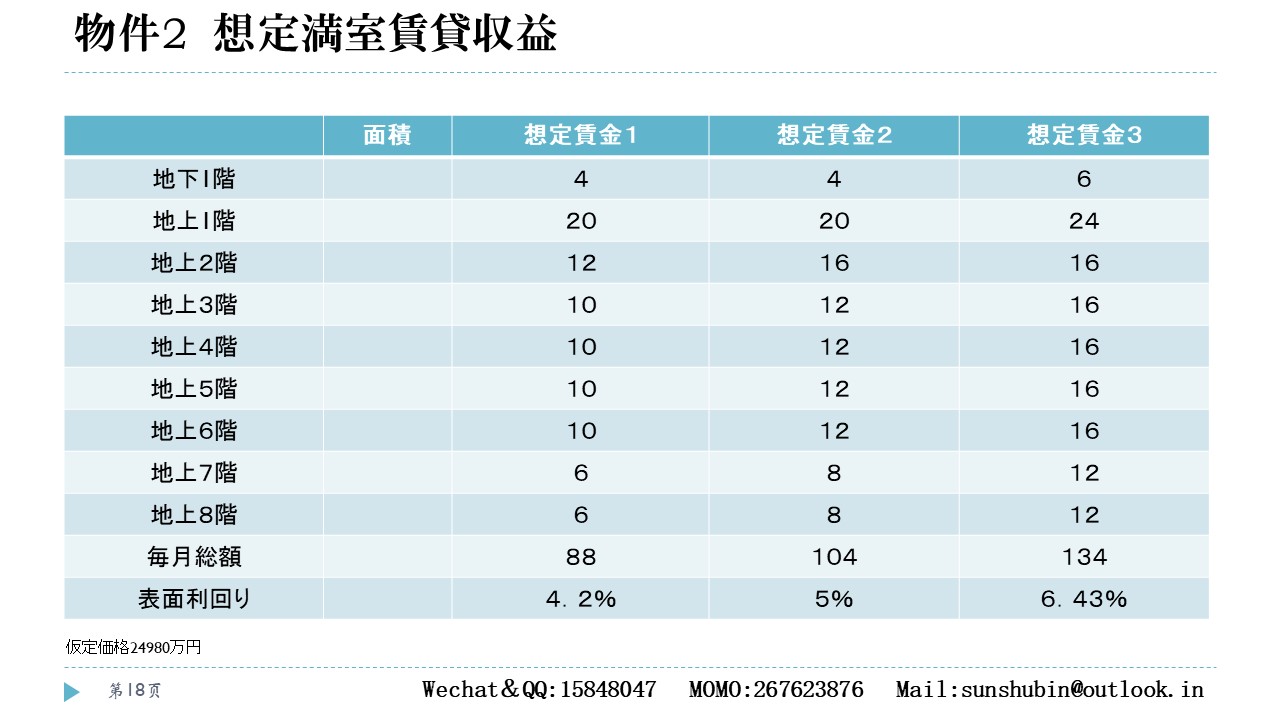 物件2 想定満室賃貸収益
面積 想定賃金1 想定賃金2 想定賃金3
地下1階 4 4 6
地上1階 20 20 24
地上2階 12 16 16
地上3階 10 12 16
地上4階 10 12 16
地上5階 10 12 16
地上6階 10 12 16
地上7階 6 8 12
地上8階 6 8 12
毎月総額 88 104 134
表面利回り 4.2% 5% 6.43%
仮定価格24980万円
第18页 Wechat&QQ:15848047 MOMO:267623876 Mail:sunshubin@outlook.in